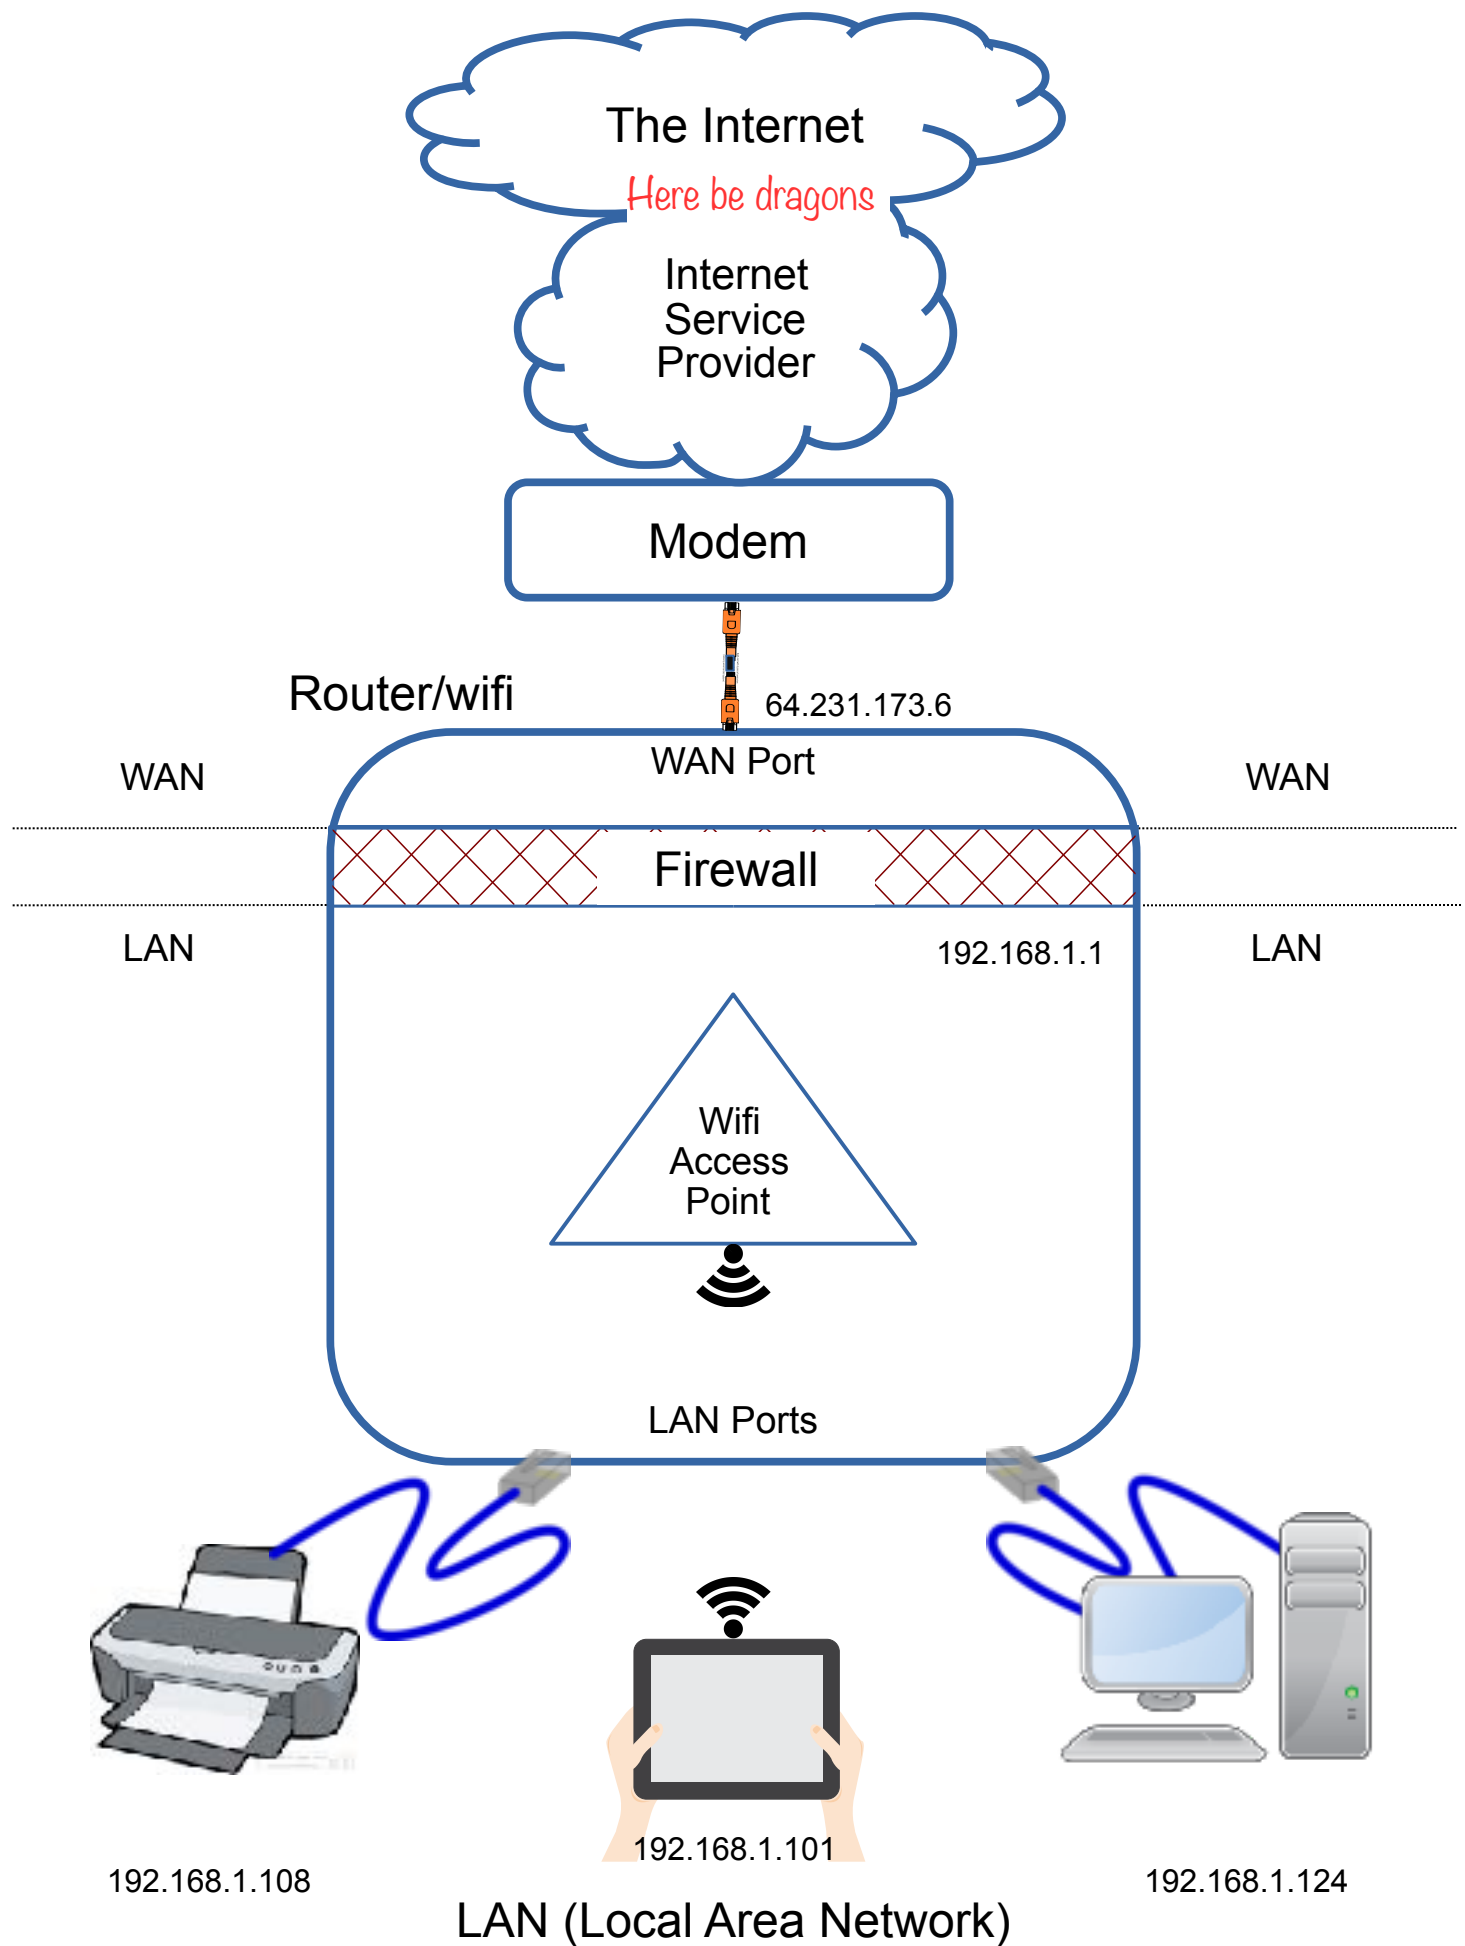 The Internet
Here be dragons
Internet
Service
Provider
Modem
Router/wifi
64.231.173.6
WAN Port
WAN
WAN
Firewall
LAN
192.168.1.1
LAN
Wifi
Access
Point
LAN Ports
192.168.1.101
192.168.1.108
192.168.1.124
LAN (Local Area Network)